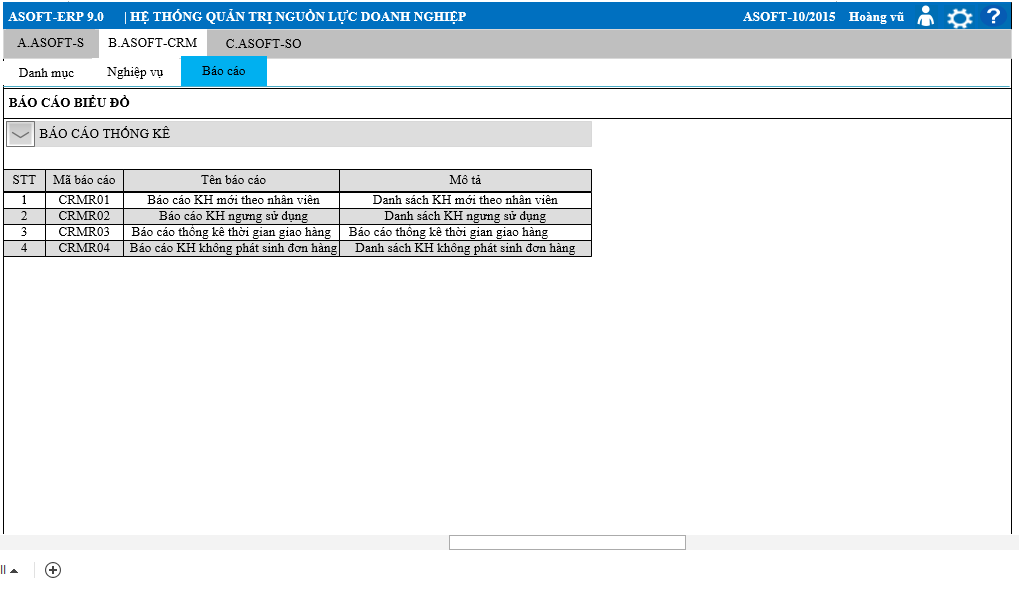 ASOFT-ERP 9.0 | HỆ THỐNG QUẢN TRỊ NGUỒN LỰC DOANH NGHIỆP ASOFT-10/2015 Hoàng vũ ?
A.ASOFT-S B.ASOFT-CRM C.ASOFT-SO
Danh mục Nghiệp vụ Báo cáo
BÁO CÁO BIỂU ĐỒ
BÁO CÁO THỐNG KÊ
STT Mã báo cáo Tên báo cáo Mô tả
1 CRMR01 Báo cáo KH mới theo nhân viên Danh sách KH mới theo nhân viên
2 CRMR02 Báo cáo KH ngưng sử dụng Danh sách KH ngưng sử dụng
3 CRMR03 Báo cáo thống kê thời gian giao hàng Báo cáo thống kê thời gian giao hàng
4 CRMR04 Báo cáo KH không phát sinh đơn hàng Danh sách KH không phát sinh đơn hàng